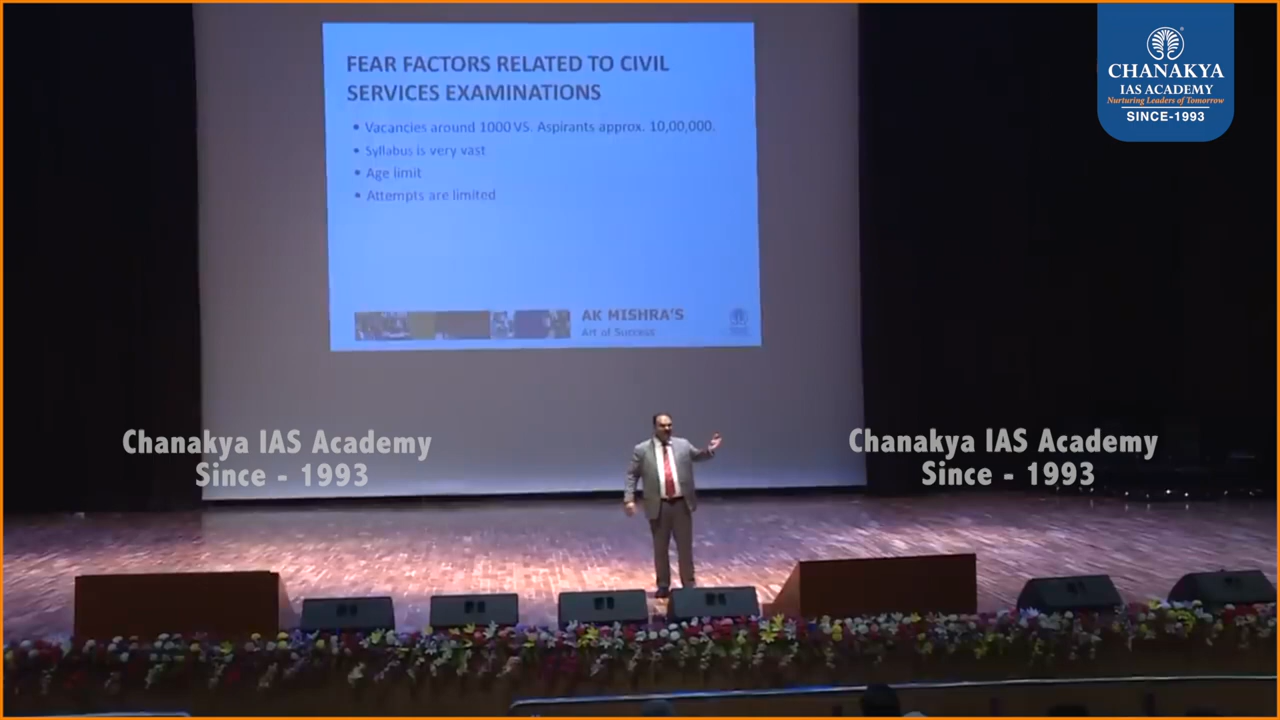 FEAR FACTORS RELATED TO CIVIL
SERVICES EXAMINATIONS
• Vacancies around 1000 VS. Aspirants approx. 10,00,000.
• Syllabus is very vast
• Age limit
• Attempts are limited
AK MISHRA'S
Art of Success
CHANAKYA
IAS ACADEMY
Nurturing Leaders of Tomorrow
SINCE-1993
Chanakya IAS Academy
Since - 1993
Chanakya IAS Academy
Since - 1993